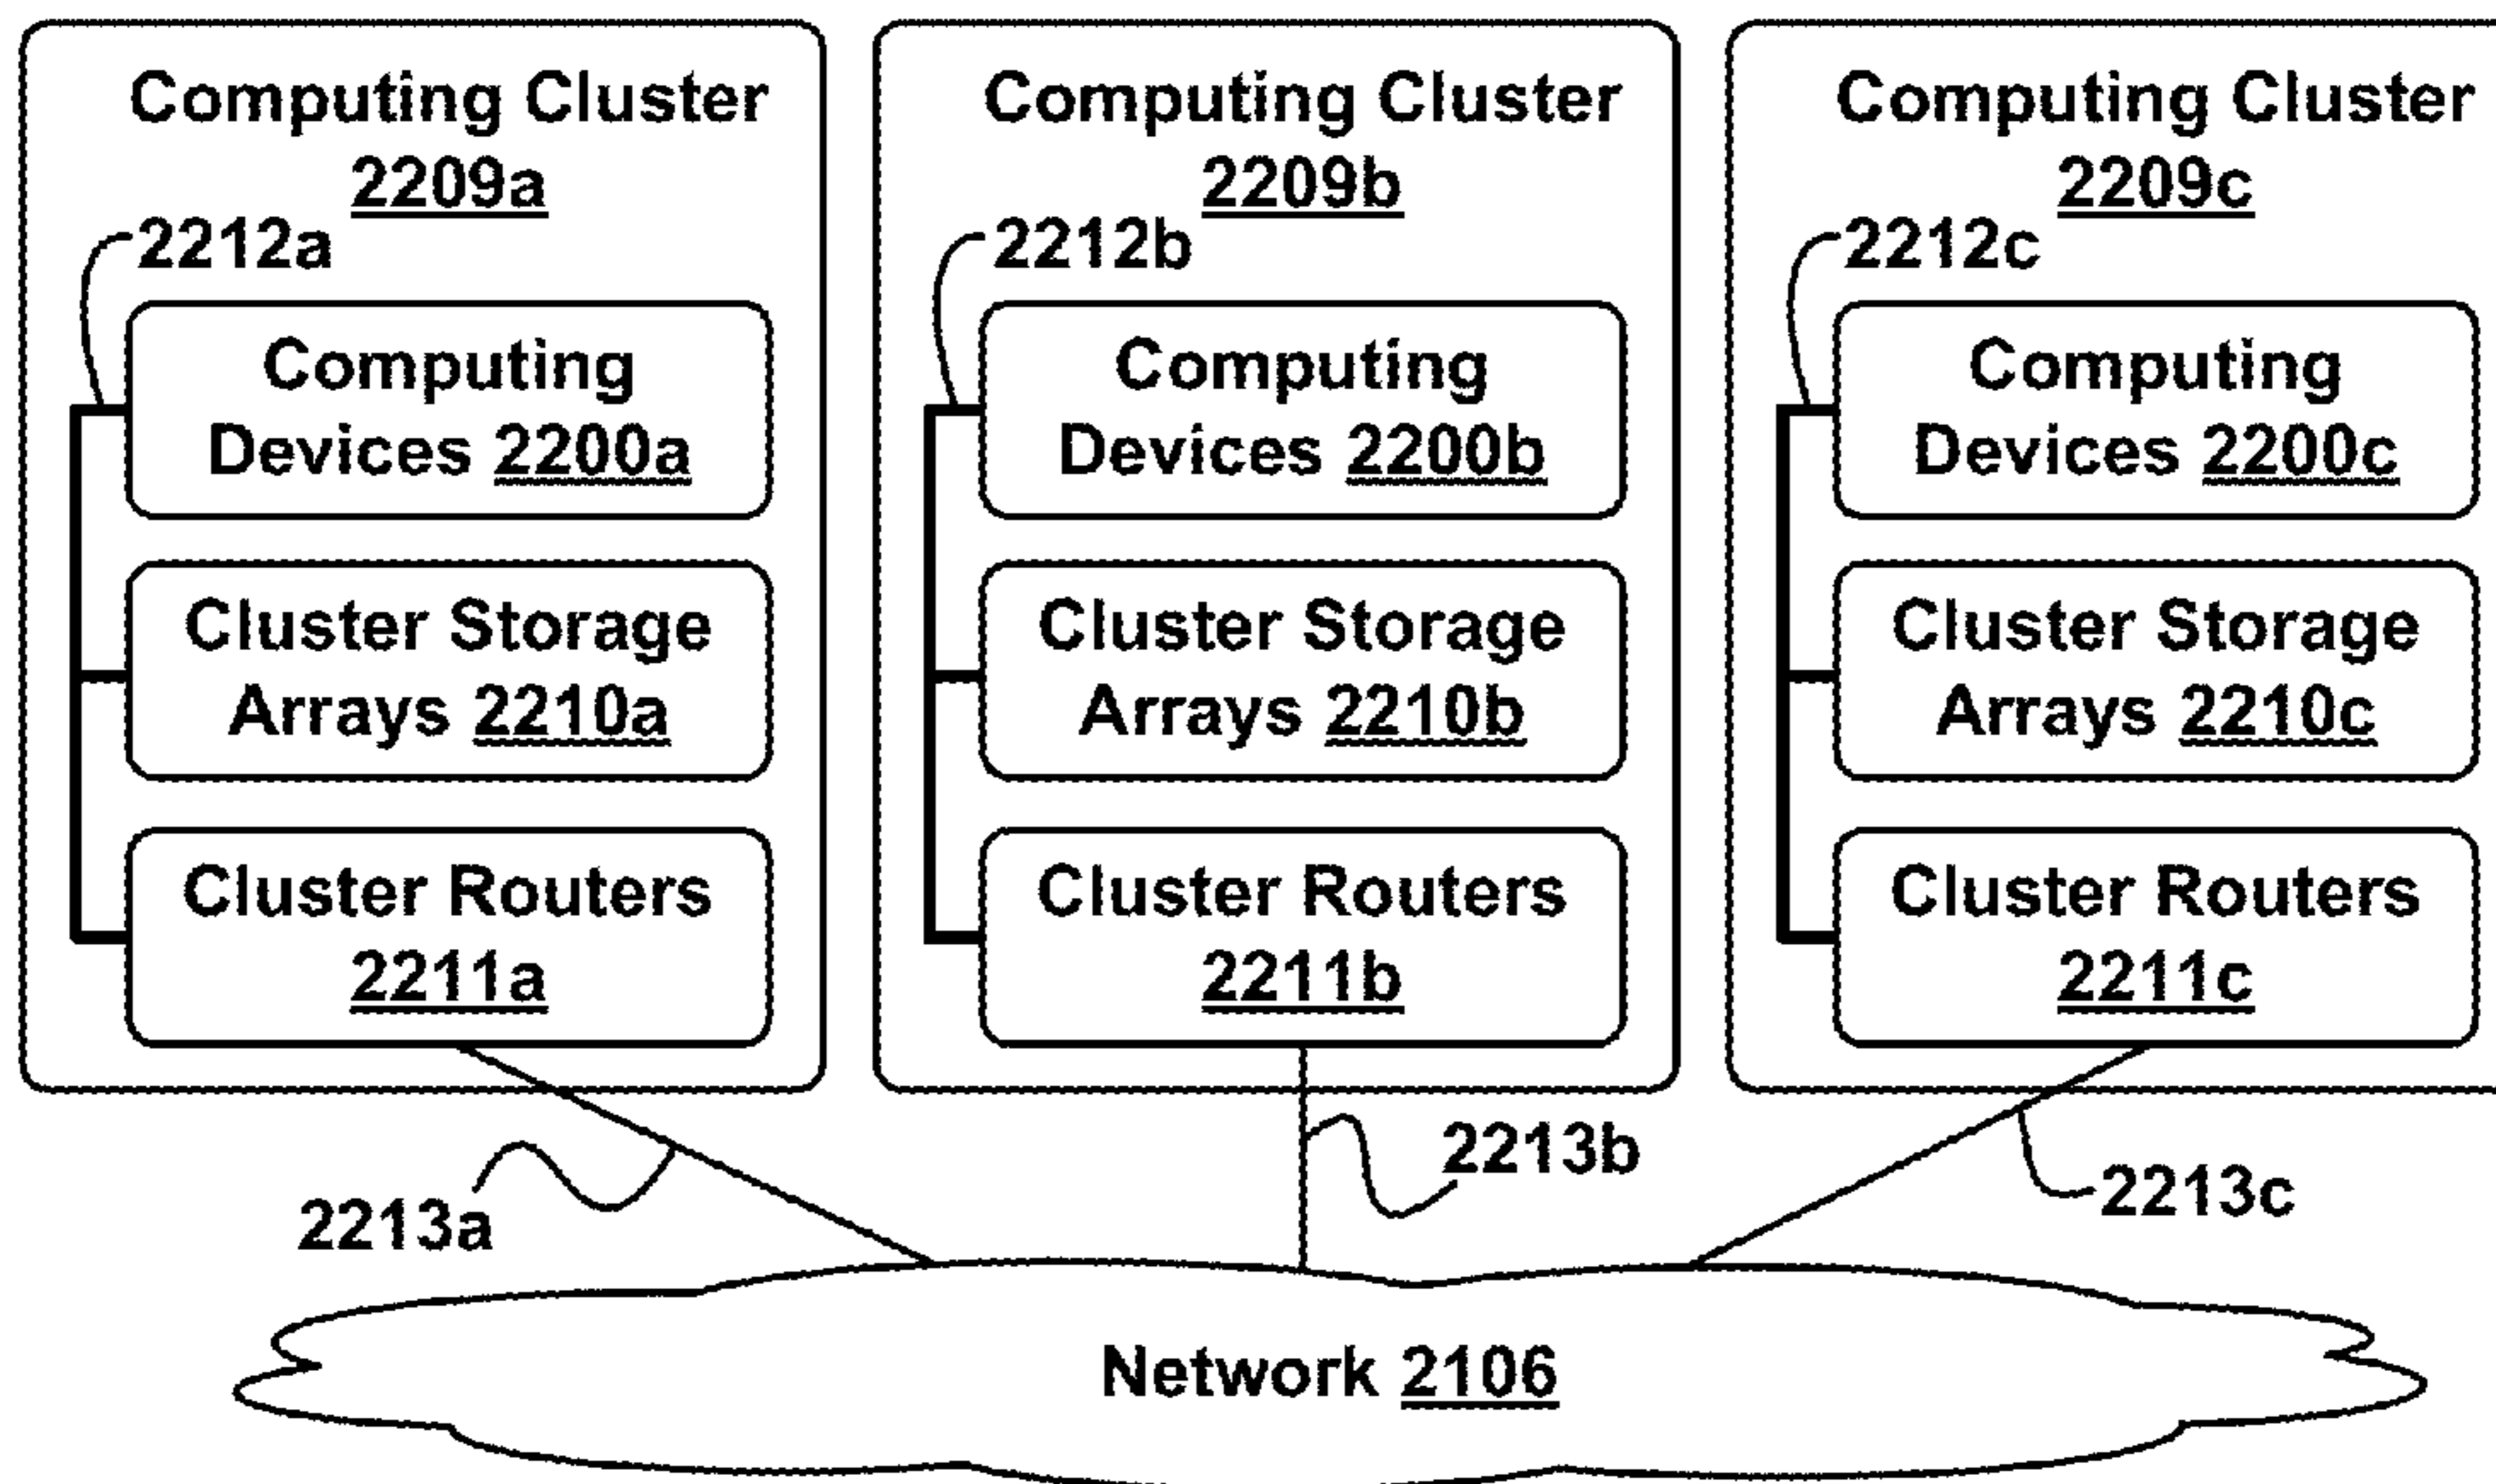 Computing Cluster
2209a
2212a
Computing
Devices 2200a
Cluster Storage
Arrays 2210a
Cluster Routers
2211a
Computing Cluster
2209b
2212b
Computing
Devices 2200b
Cluster Storage
Arrays 2210b
Cluster Routers
2211b
Computing Cluster
2209c
2212c
Computing
Devices 2200c
Cluster Storage
Arrays 2210c
Cluster Routers
2211c
2213a
2213b
2213c
Network 2106